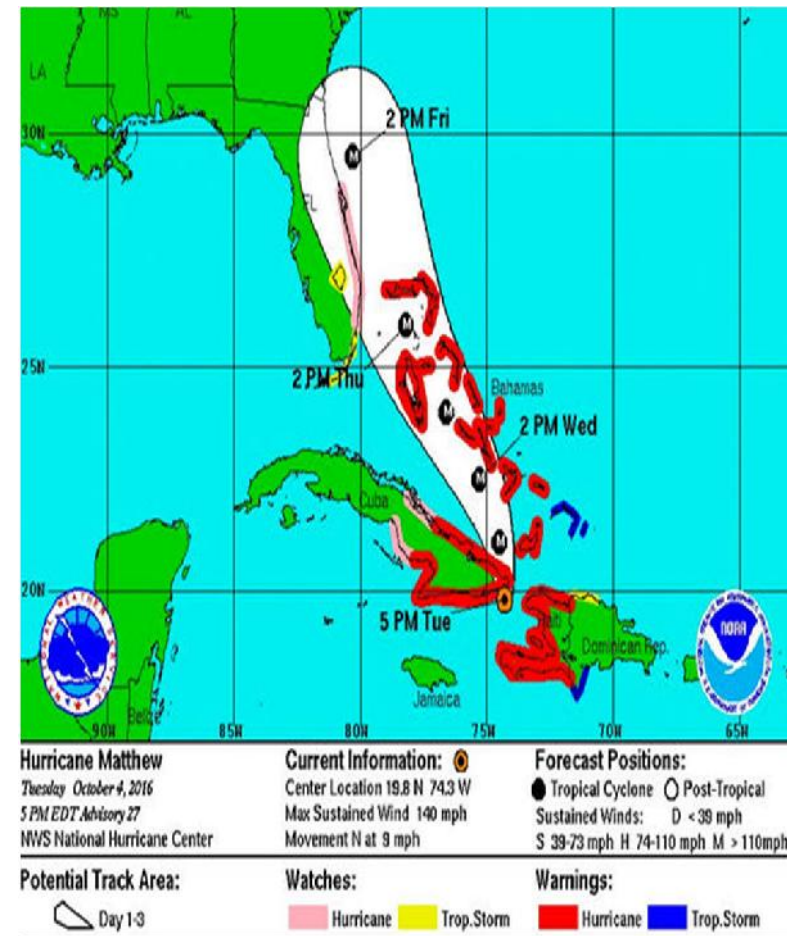 MS AL
LA
2 PM Fri
30N
FL
2 PM Thu
25N
Bahamas
2 PM Wed
Cuba
20N
5 PM Tue
Haiti
Dominican Rep.
NOAA
Jamaica
Belize
90W 85W 80W 75W 70W 65W
M
M
M
M
M
Hurricane Matthew
Tuesday October 4, 2016
5 PM EDT Advisory 27
NWS National Hurricane Center
Current Information:
Center Location 19.8 N 74.3 W
Max Sustained Wind 140 mph
Movement N at 9 mph
Forecast Positions:
Tropical Cyclone Post-Tropical
Sustained Winds: D < 39 mph
S 39-73 mph H 74-110 mph M > 110mph
Potential Track Area:
Day 1-3
Watches:
Hurricane Trop.Storm
Warnings:
Hurricane Trop.Storm